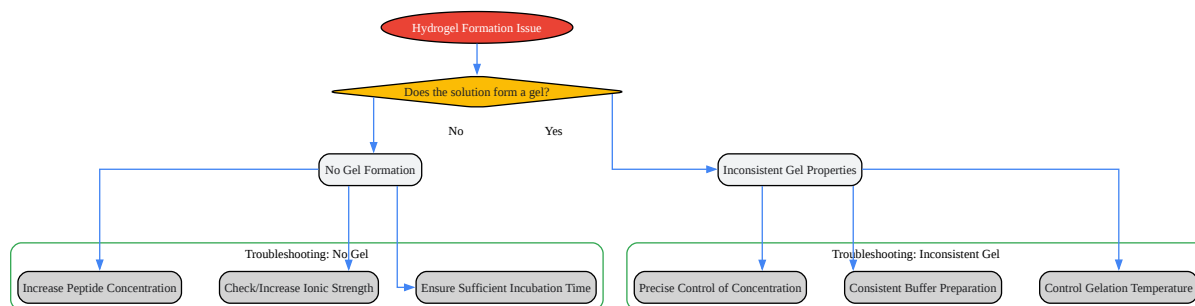 Hydrogel Formation Issue
Does the solution form a gel?
No
Yes
No Gel Formation
Inconsistent Gel Properties
Troubleshooting: No Gel
Troubleshooting: Inconsistent Gel
Increase Peptide Concentration
Check/Increase Ionic Strength
Ensure Sufficient Incubation Time
Precise Control of Concentration
Consistent Buffer Preparation
Control Gelation Temperature